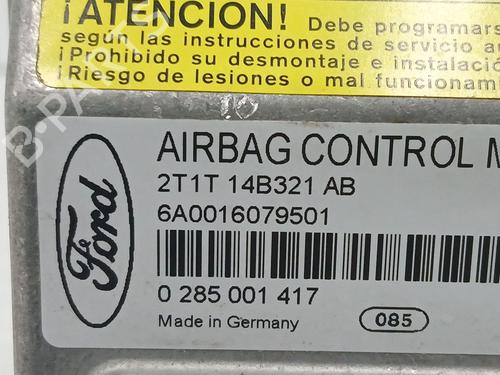 ¡ATENCIÓN!
Debe programars
según las instrucciones de servicio a
¡Prohibido su desmontaje e instalació
¡Riesgo de lesiones o mal funcionam
AIRBAG CONTROL M
2T1T 14B321 AB
6A0016079501
Ford
0 285 001 417
Made in Germany
085